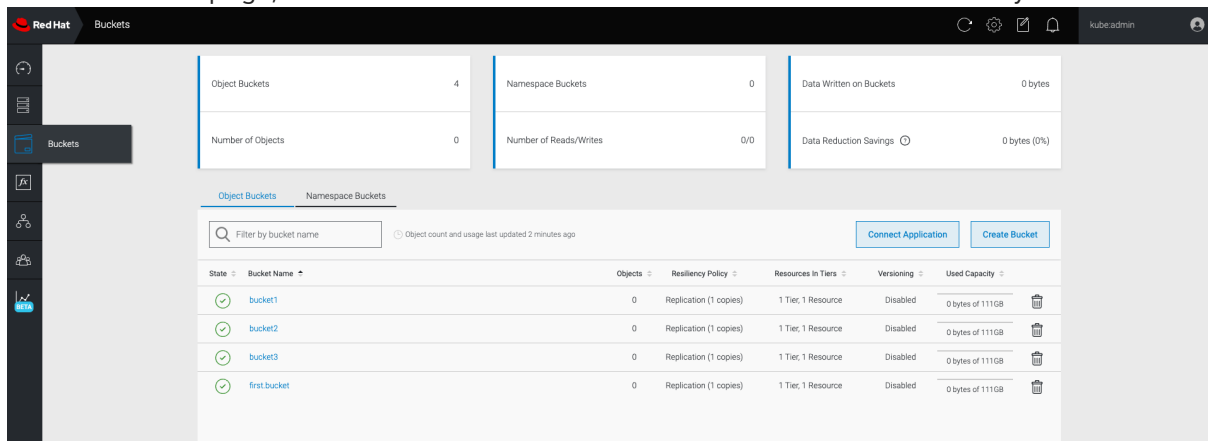 Red Hat Buckets kube:admin
Object Buckets 4 Namespace Buckets 0 Data Written on Buckets 0 bytes
Buckets
Number of Objects 0 Number of Reads/Writes 0/0 Data Reduction Savings ? 0 bytes (0%)
fx
Object Buckets Namespace Buckets
Filter by bucket name Object count and usage last updated 2 minutes ago Connect Application Create Bucket
State Bucket Name Objects Resiliency Policy Resources In Tiers Versioning Used Capacity
bucket1 0 Replication (1 copies) 1 Tier, 1 Resource Disabled 0 bytes of 111GB
BETA
bucket2 0 Replication (1 copies) 1 Tier, 1 Resource Disabled 0 bytes of 111GB
bucket3 0 Replication (1 copies) 1 Tier, 1 Resource Disabled 0 bytes of 111GB
first.bucket 0 Replication (1 copies) 1 Tier, 1 Resource Disabled 0 bytes of 111GB